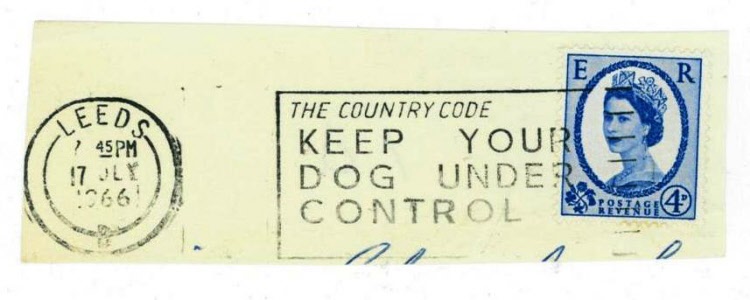 LEEDS
45PM
17 JLY
1966
THE COUNTRY CODE
KEEP YOUR
DOG UNDER
CONTROL
E R
4D
POSTAGE
REVENUE